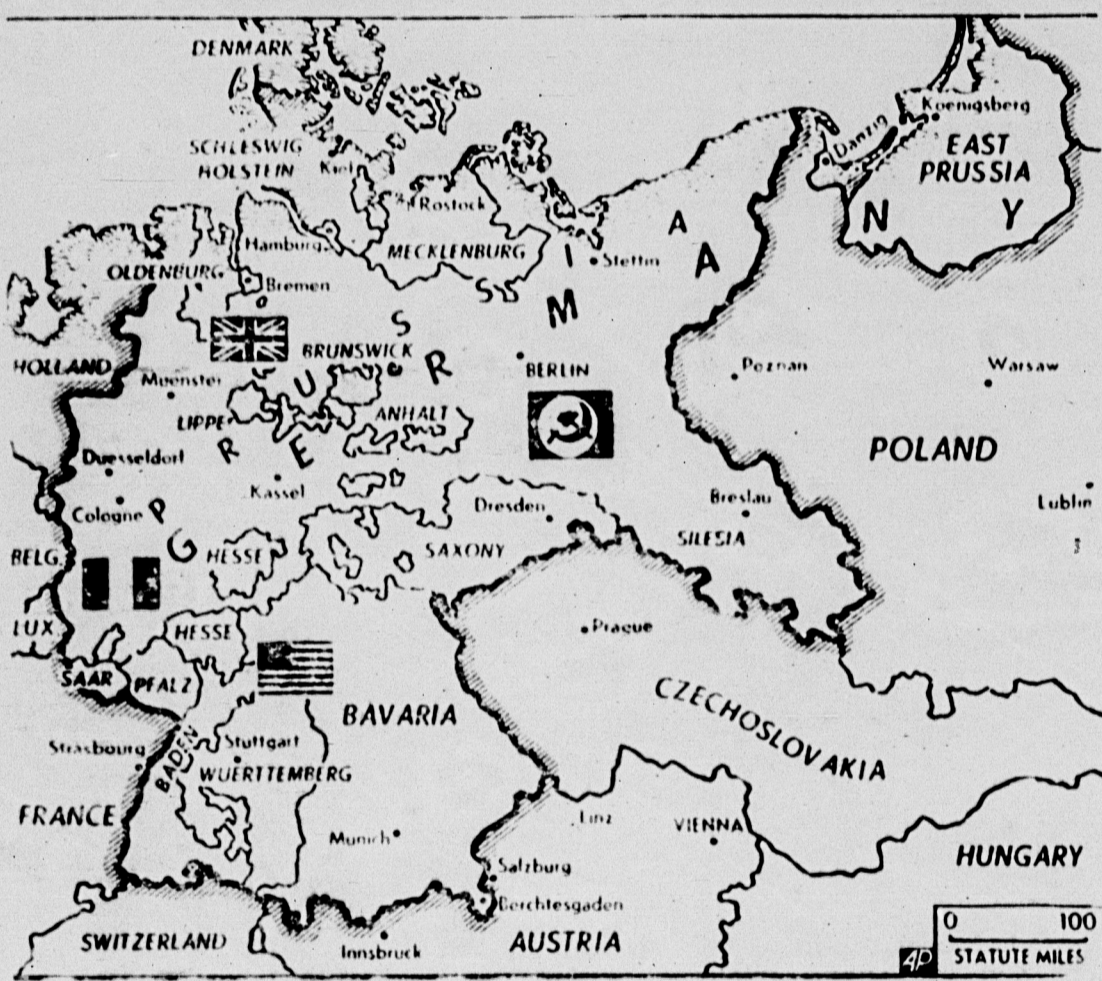 DENMARK
SCHLESWIG
HOLSTEIN
Kiel
Rostock
Hamburg
MECKLENBURG
OLDENBURG
Bremen
Stettin
Danzig
Koenigsberg
EAST
PRUSSIA
GERMANY
PRUSSIA
HOLLAND
Muenster
BRUNSWICK
BERLIN
Poznan
Warsaw
LIPPE
ANHALT
POLAND
Duesseldorf
Kassel
Cologne
Dresden
Breslau
Lublin
BELG.
HESSE
SAXONY
SILESIA
LUX.
HESSE
Prague
SAAR
PFALZ
BAVARIA
CZECHOSLOVAKIA
Strasbourg
BADEN
Stuttgart
WUERTTEMBERG
FRANCE
Munich
Linz
VIENNA
HUNGARY
Salzburg
Berchtesgaden
SWITZERLAND
Innsbruck
AUSTRIA
0 100
STATUTE MILES
AP